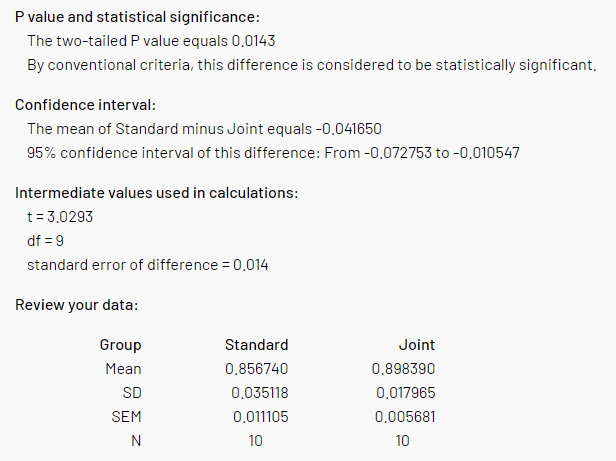 P value and statistical significance:
The two-tailed P value equals 0.0143
By conventional criteria, this difference is considered to be statistically significant.
Confidence interval:
The mean of Standard minus Joint equals -0.041650
95% confidence interval of this difference: From -0.072753 to -0.010547
Intermediate values used in calculations:
t = 3.0293
df = 9
standard error of difference = 0.014
Review your data:
Group Standard Joint
Mean 0.856740 0.898390
SD 0.035118 0.017965
SEM 0.011105 0.005681
N 10 10